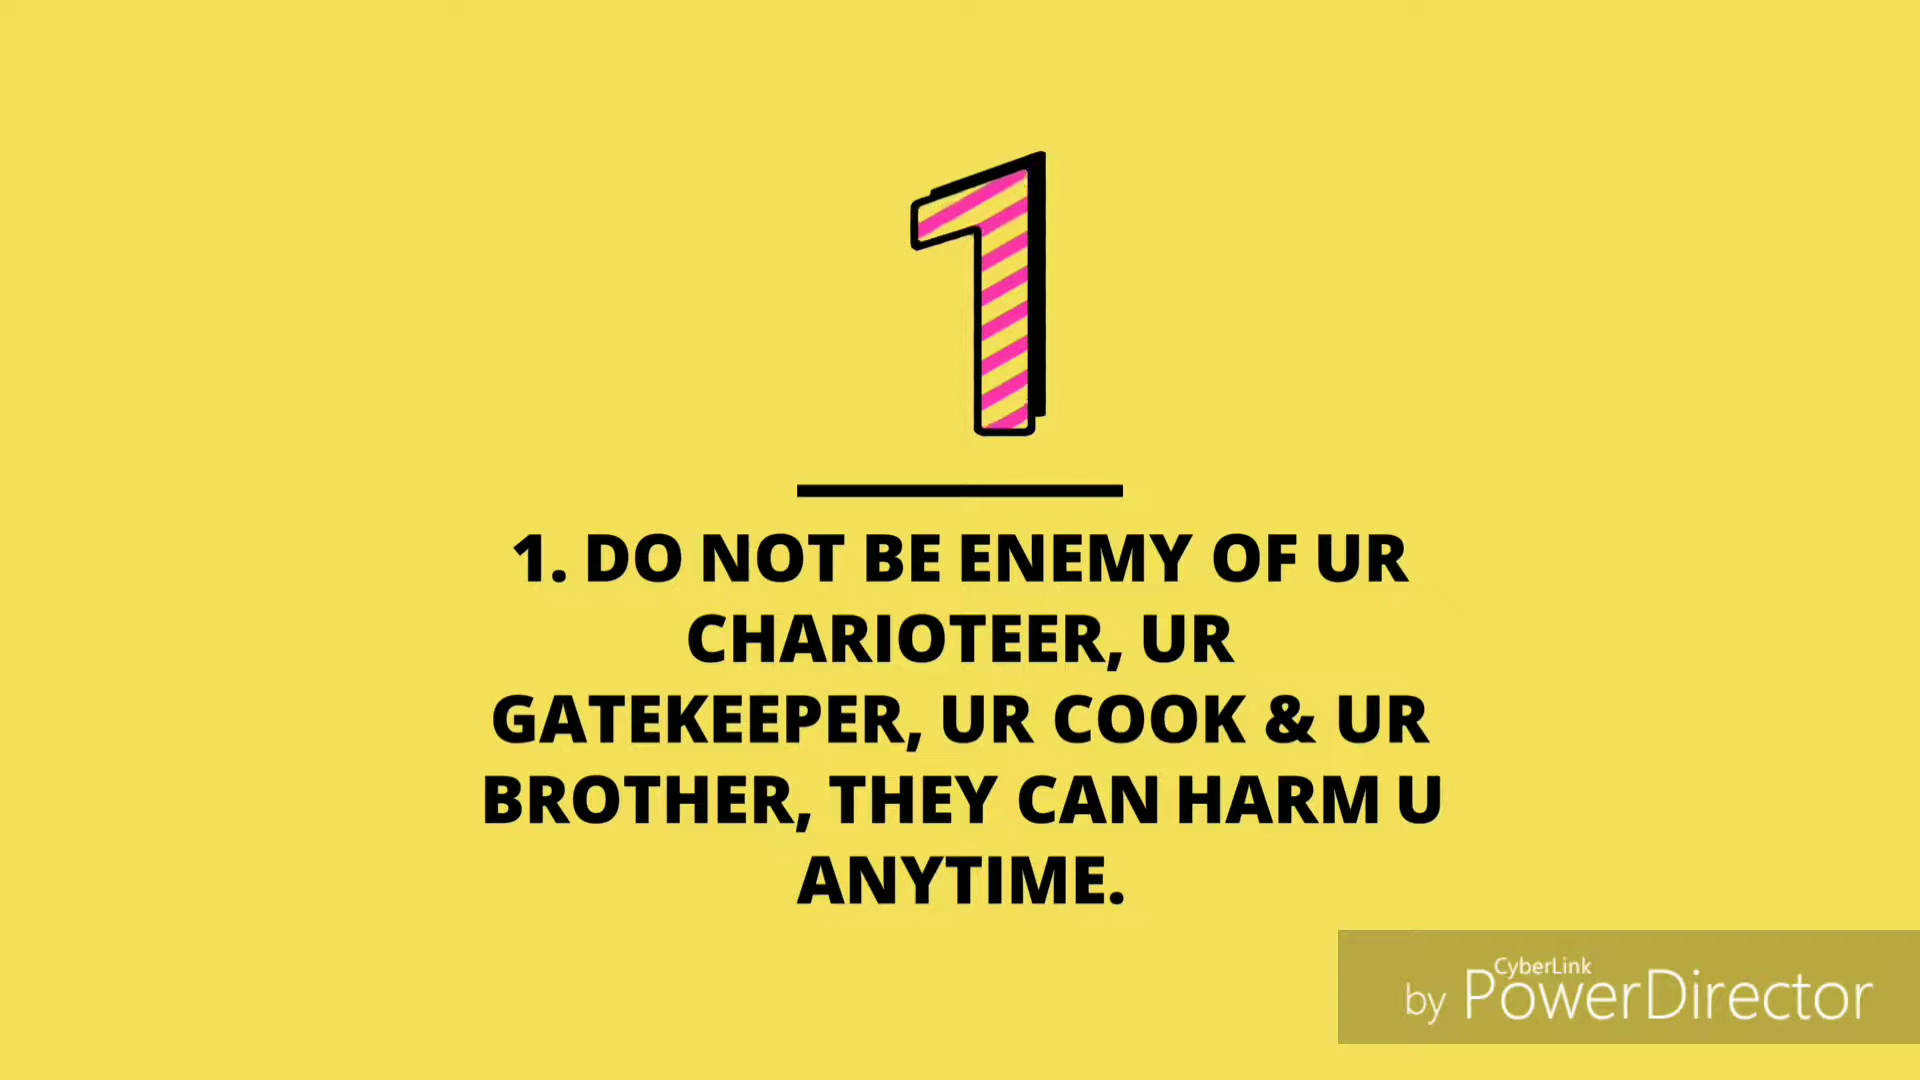 1
1. DO NOT BE ENEMY OF UR
CHARIOTEER, UR
GATEKEEPER, UR COOK & UR
BROTHER, THEY CAN HARM U
ANYTIME.
CyberLink
by PowerDirector